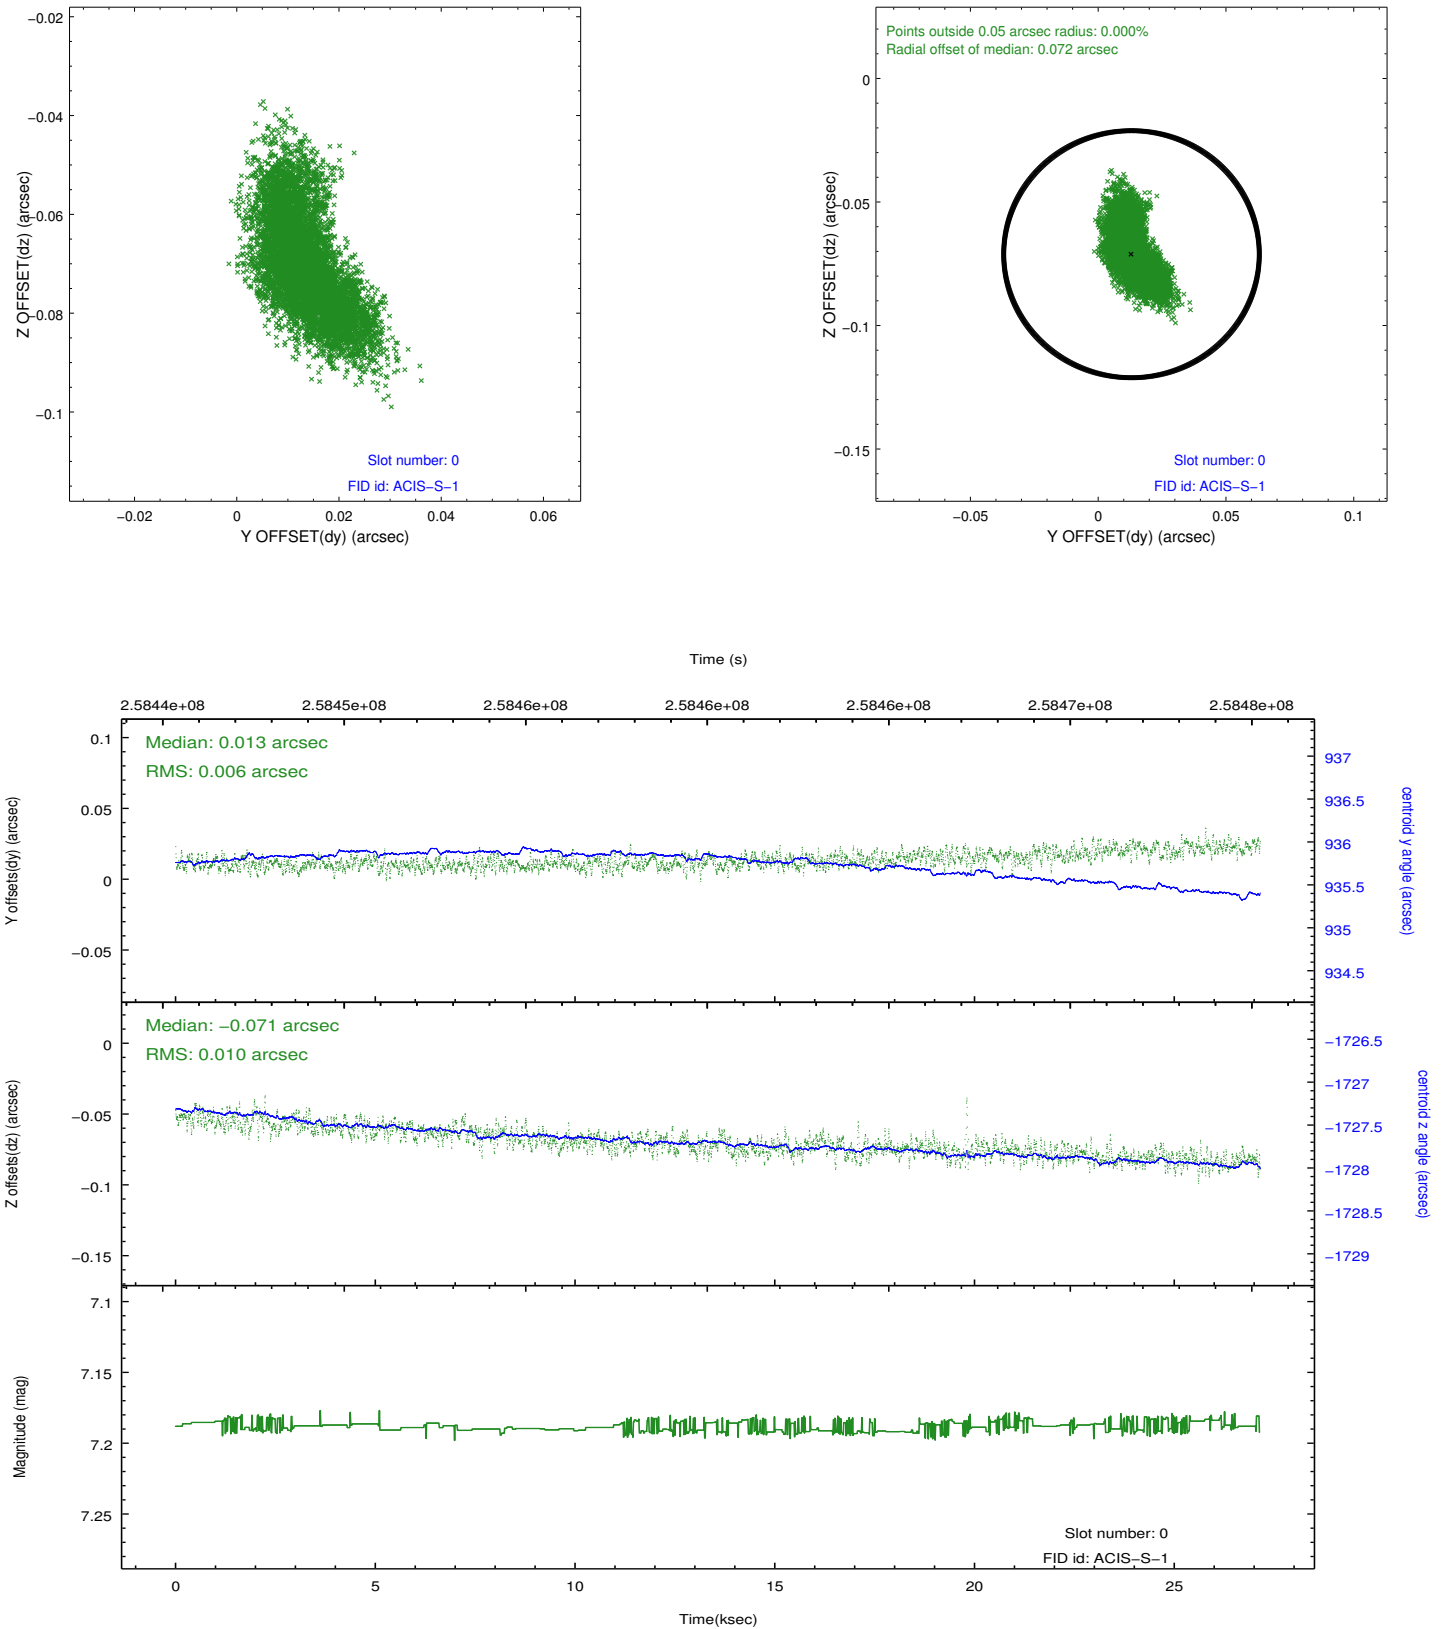 −0.02
−0.04
−0.06
−0.08
−0.1
Z OFFSET(dz) (arcsec)
Slot number: 0
FID id: ACIS−S−1
−0.02 0 0.02 0.04 0.06
Y OFFSET(dy) (arcsec)
Points outside 0.05 arcsec radius: 0.000%
Radial offset of median: 0.072 arcsec
0
−0.05
−0.1
−0.15
Z OFFSET(dz) (arcsec)
Slot number: 0
FID id: ACIS−S−1
−0.05 0 0.05 0.1
Y OFFSET(dy) (arcsec)
Time (s)
2.5844e+08 2.5845e+08 2.5846e+08 2.5846e+08 2.5846e+08 2.5847e+08 2.5848e+08
Median: 0.013 arcsec
RMS: 0.006 arcsec
0.1
0.05
0
−0.05
Y offsets(dy) (arcsec)
937
936.5
936
935.5
935
934.5
centroid y angle (arcsec)
Median: −0.071 arcsec
RMS: 0.010 arcsec
0
−0.05
−0.1
−0.15
Z offsets(dz) (arcsec)
−1726.5
−1727
−1727.5
−1728
−1728.5
−1729
centroid z angle (arcsec)
7.1
7.15
7.2
7.25
Magnitude (mag)
Slot number: 0
FID id: ACIS−S−1
0 5 10 15 20 25
Time(ksec)